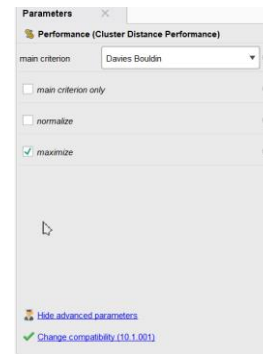 Parameters
Performance (Cluster Distance Performance)
main criterion Davies Bouldin
main criterion only
normalize
maximize
Hide advanced parameters
Change compatibility (10.1.001)